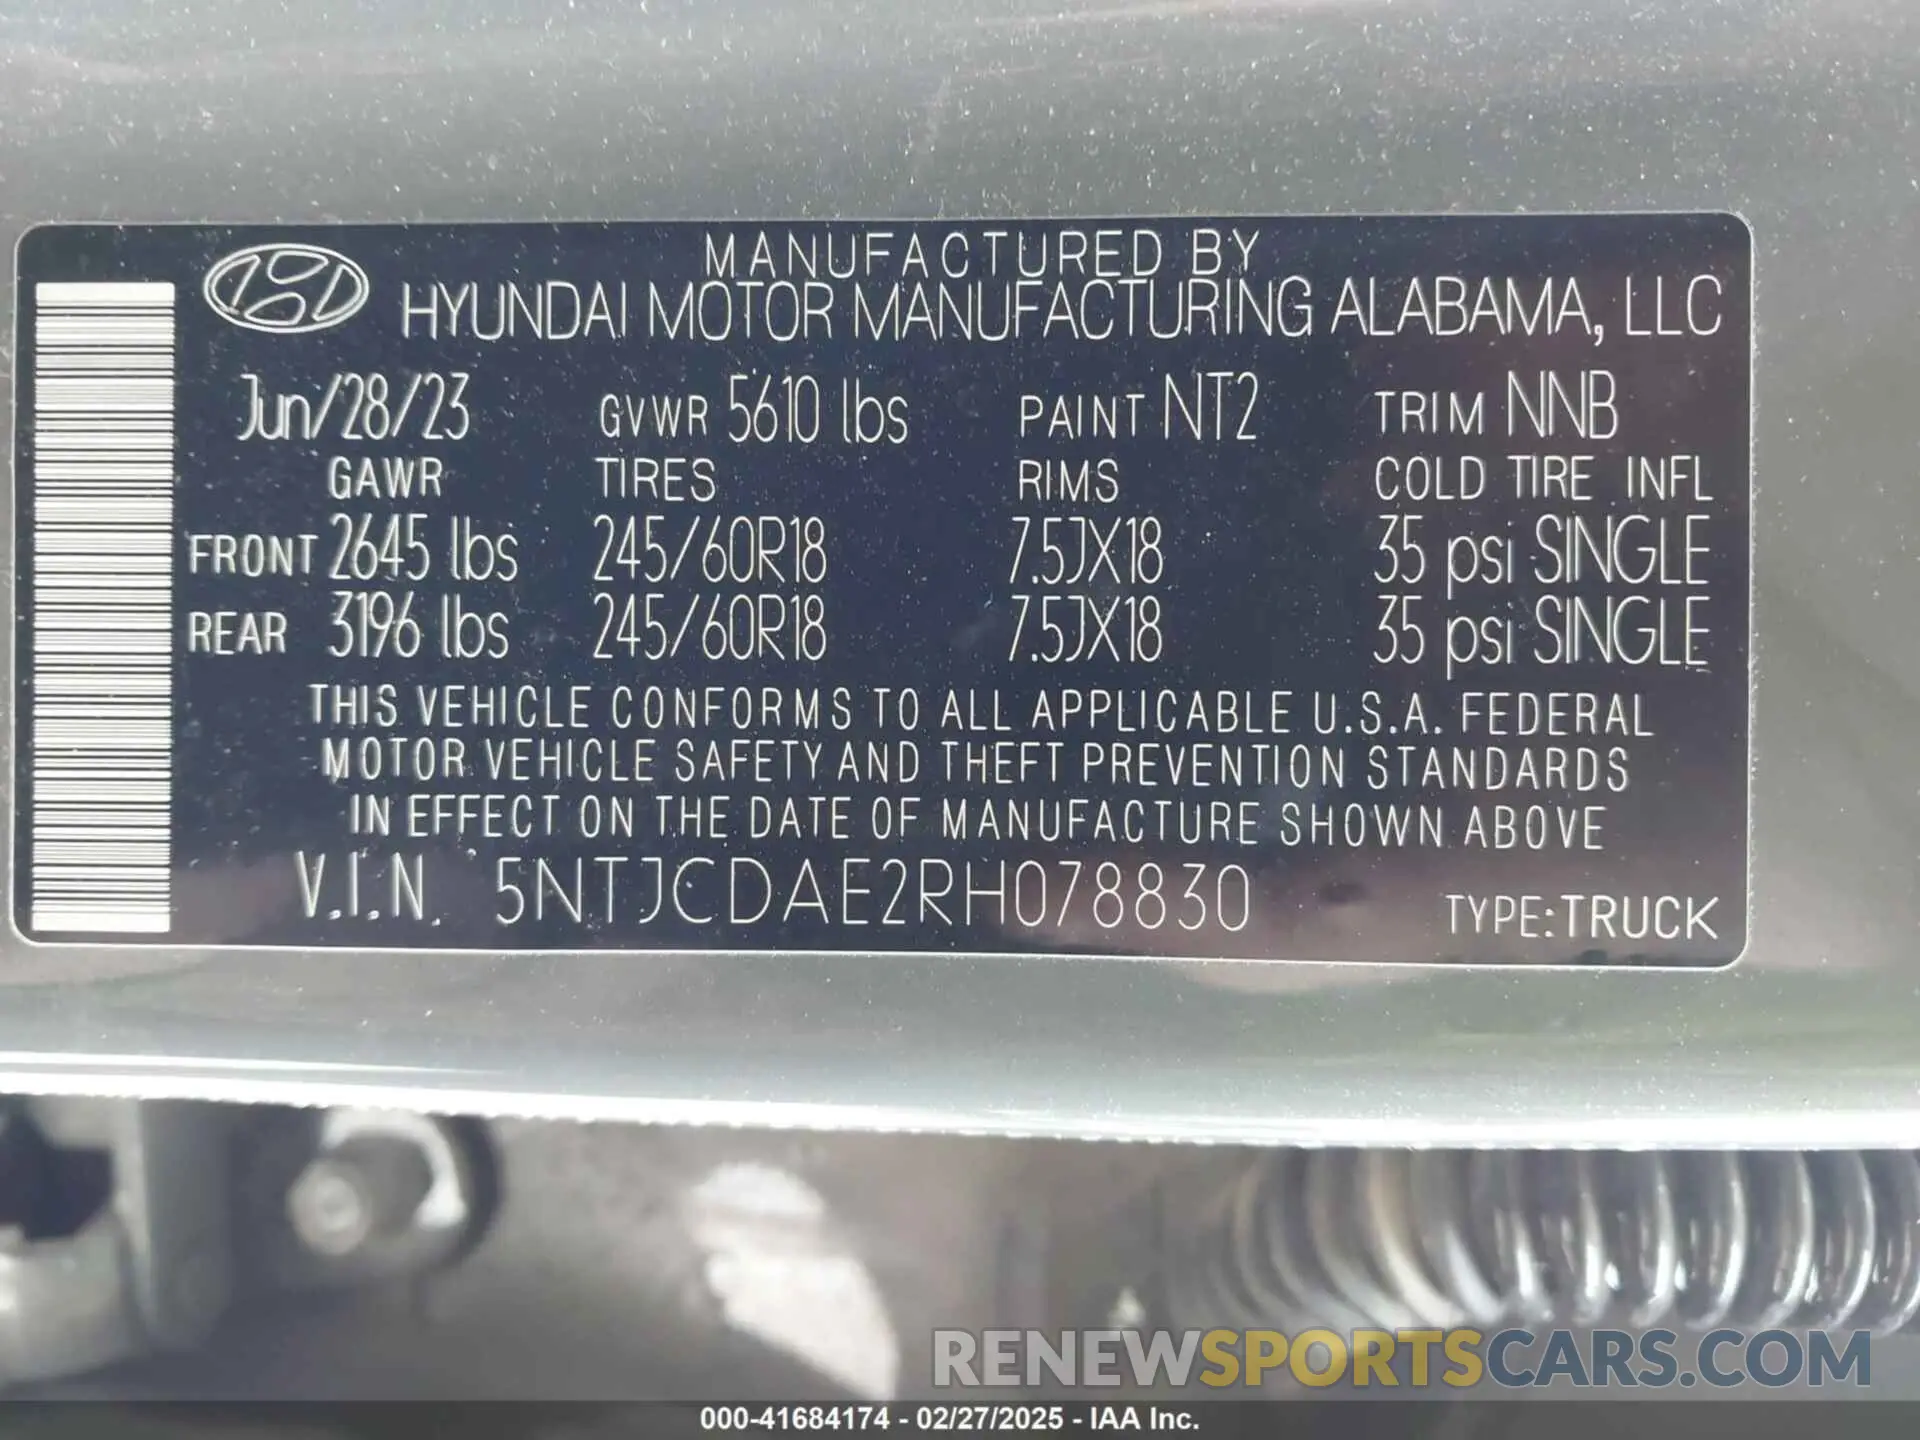 MANUFACTURED BY
HYUNDAI MOTOR MANUFACTURING ALABAMA, LLC
Jun/28/23 GVWR 5610 lbs PAINT NT2 TRIM NNB
GAWR TIRES RIMS COLD TIRE INFL
FRONT 2645 lbs 245/60R18 7.5JX18 35 psi SINGLE
REAR 3196 lbs 245/60R18 7.5JX18 35 psi SINGLE
THIS VEHICLE CONFORMS TO ALL APPLICABLE U.S.A. FEDERAL
MOTOR VEHICLE SAFETY AND THEFT PREVENTION STANDARDS
IN EFFECT ON THE DATE OF MANUFACTURE SHOWN ABOVE
V.I.N. 5NTJCDAE2RH078830 TYPE:TRUCK
RENEWSPORTSCARS.COM
000-41684174 - 02/27/2025 - IAA Inc.